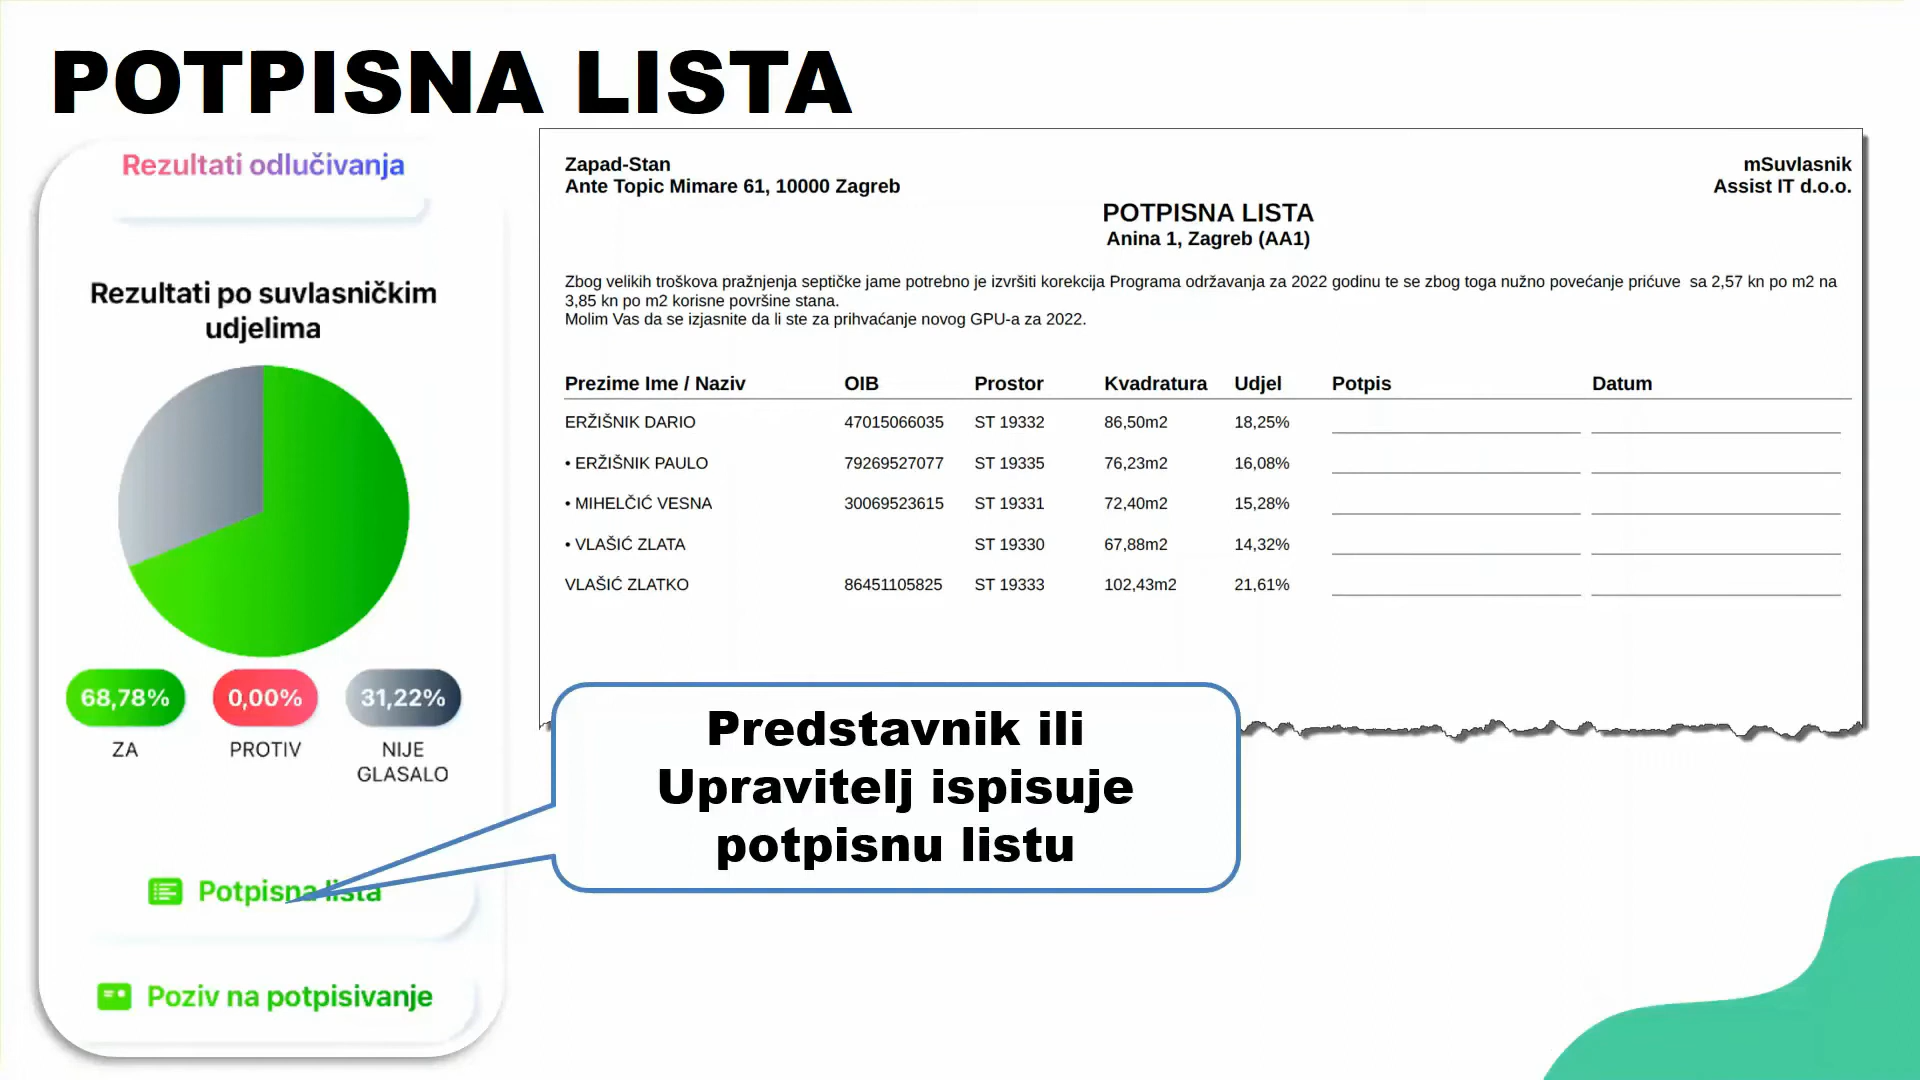 POTPISNA LISTA
Rezultati odlučivanja
Rezultati po suvlasničkim
udjelima
68,78% 0,00% 31,22%
ZA PROTIV NIJE
GLASALO
Potpisna lista
Poziv na potpisivanje
Zapad-Stan mSuvlasnik
Ante Topic Mimare 61, 10000 Zagreb Assist IT d.o.o.
POTPISNA LISTA
Anina 1, Zagreb (AA1)
Zbog velikih troškova pražnjenja septičke jame potrebno je izvršiti korekcija Programa održavanja za 2022 godinu te se zbog toga nužno povećanje prićuve sa 2,57 kn po m2 na
3,85 kn po m2 korisne površine stana.
Molim Vas da se izjasnite da li ste za prihvaćanje novog GPU-a za 2022.
Prezime Ime / Naziv OIB Prostor Kvadratura Udjel Potpis Datum
ERŽIŠNIK DARIO 47015066035 ST 19332 86,50m2 18,25%
• ERŽIŠNIK PAULO 79269527077 ST 19335 76,23m2 16,08%
• MIHELČIĆ VESNA 30069523615 ST 19331 72,40m2 15,28%
• VLAŠIĆ ZLATA ST 19330 67,88m2 14,32%
VLAŠIĆ ZLATKO 86451105825 ST 19333 102,43m2 21,61%
Predstavnik ili
Upravitelj ispisuje
potpisnu listu